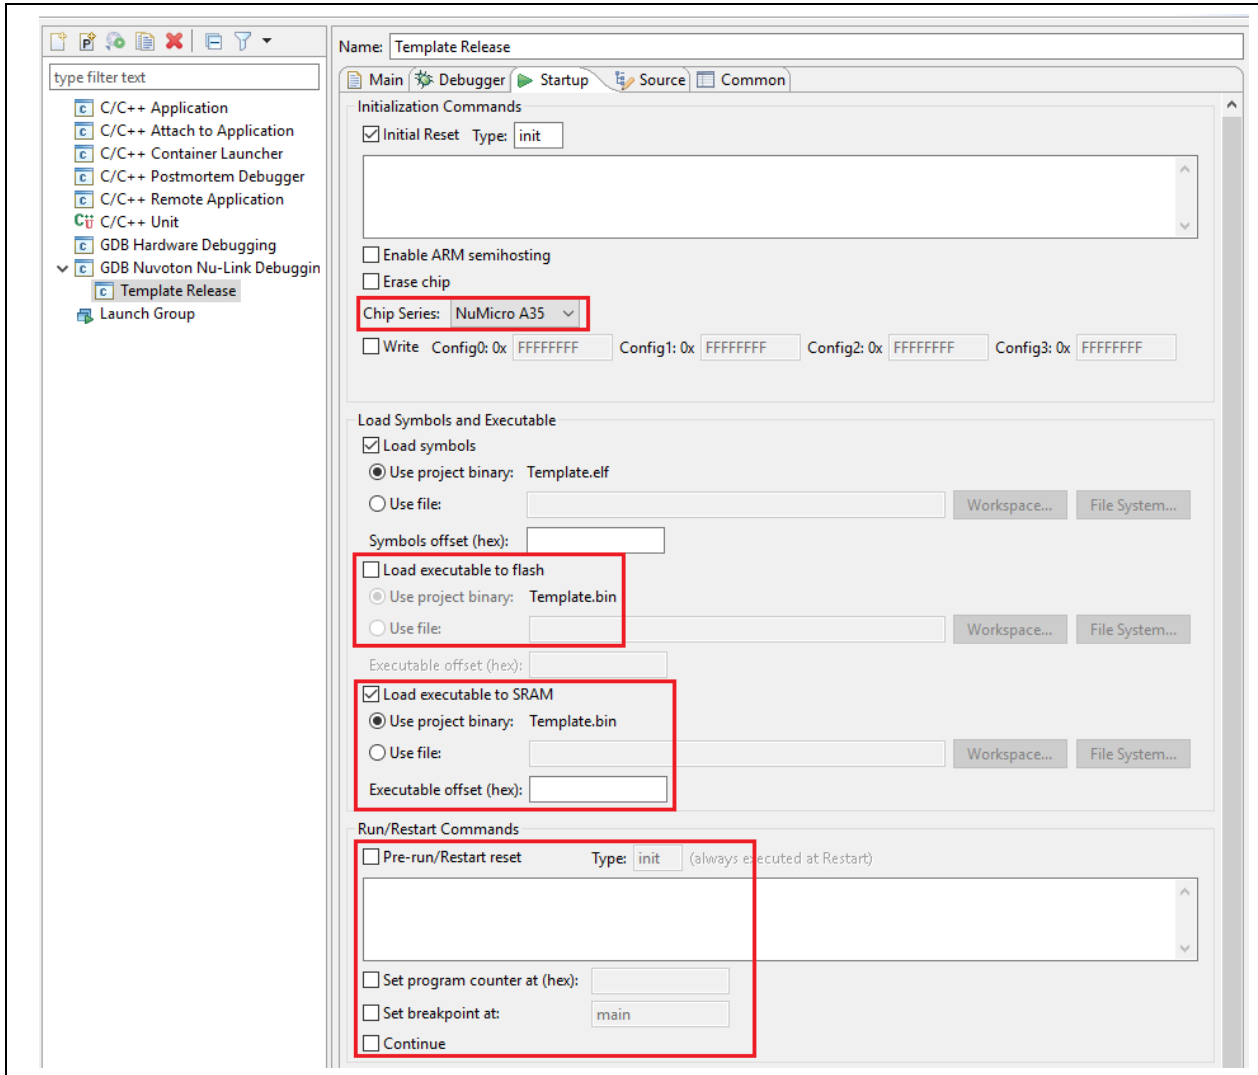 type filter text
C/C++ Application
C/C++ Attach to Application
C/C++ Container Launcher
C/C++ Postmortem Debugger
C/C++ Remote Application
C/C++ Unit
GDB Hardware Debugging
GDB Nuvoton Nu-Link Debuggin
Template Release
Launch Group
Name: Template Release
Main Debugger Startup Source Common
Initialization Commands
Initial Reset Type: init
Enable ARM semihosting
Erase chip
Chip Series: NuMicro A35
Write Config0: 0x FFFFFFFF Config1: 0x FFFFFFFF Config2: 0x FFFFFFFF Config3: 0x FFFFFFFF
Load Symbols and Executable
Load symbols
Use project binary: Template.elf
Use file: Workspace... File System...
Symbols offset (hex):
Load executable to flash
Use project binary: Template.bin
Use file: Workspace... File System...
Executable offset (hex):
Load executable to SRAM
Use project binary: Template.bin
Use file: Workspace... File System...
Executable offset (hex):
Run/Restart Commands
Pre-run/Restart reset Type: init (always executed at Restart)
Set program counter at (hex):
Set breakpoint at: main
Continue